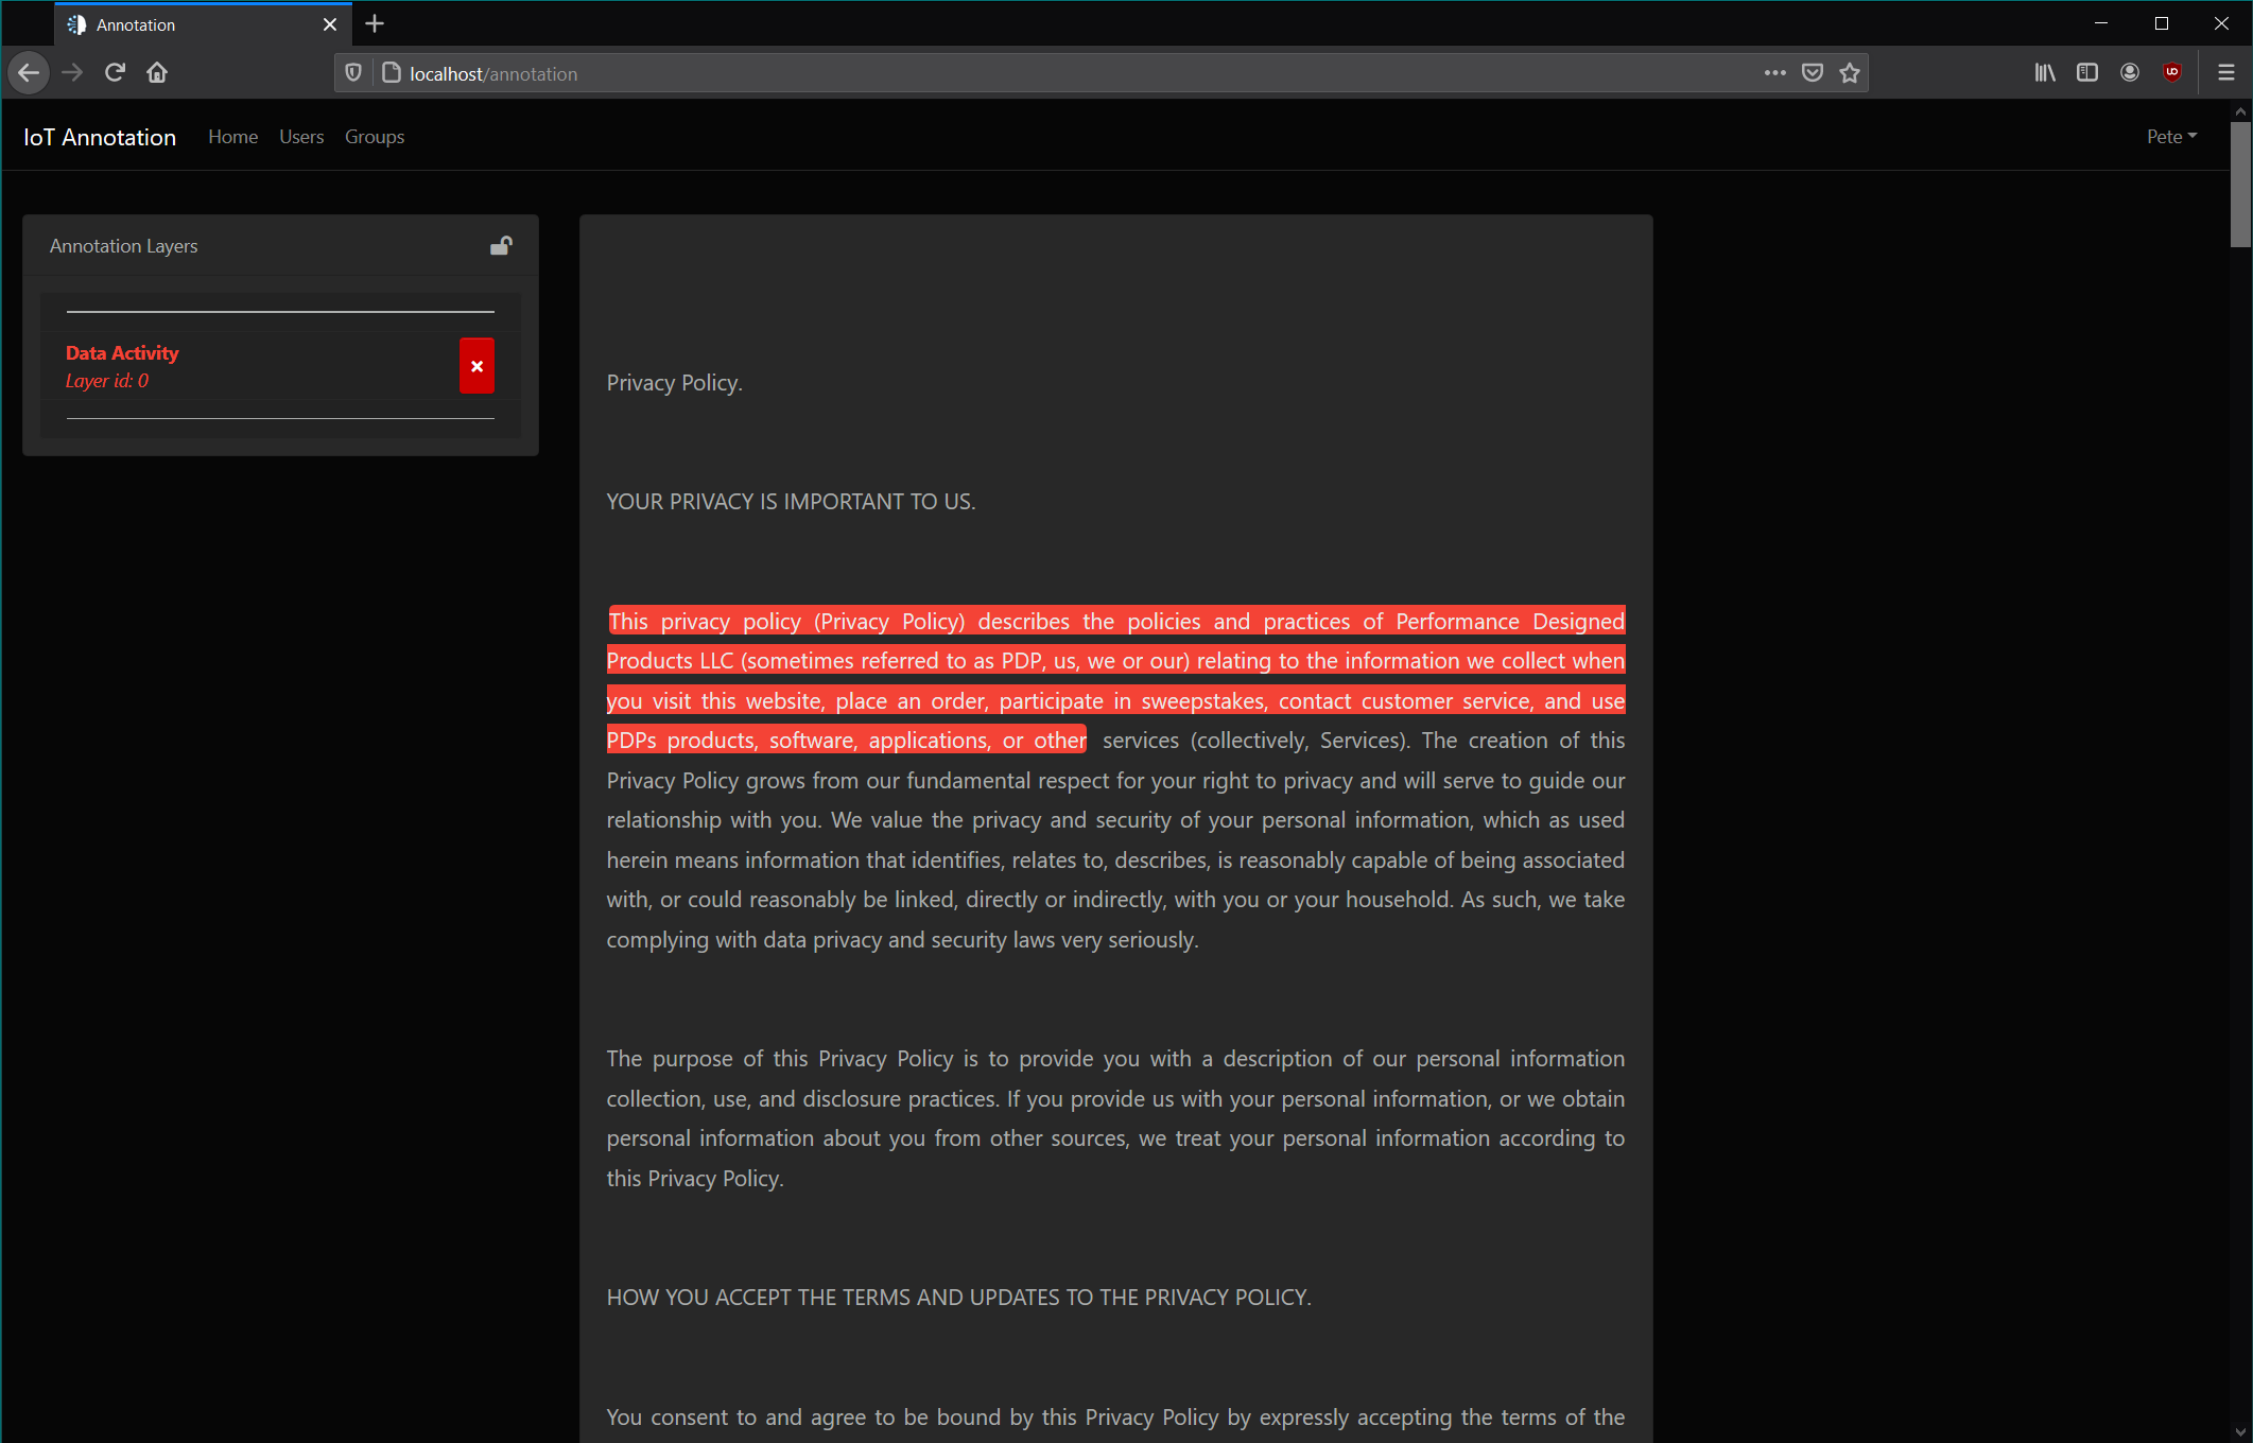 Annotation
localhost/annotation
IoT Annotation Home Users Groups Pete
Annotation Layers
Data Activity
Layer id: 0
Privacy Policy.
YOUR PRIVACY IS IMPORTANT TO US.
This privacy policy (Privacy Policy) describes the policies and practices of Performance Designed
Products LLC (sometimes referred to as PDP, us, we or our) relating to the information we collect when
you visit this website, place an order, participate in sweepstakes, contact customer service, and use
PDPs products, software, applications, or other services (collectively, Services). The creation of this
Privacy Policy grows from our fundamental respect for your right to privacy and will serve to guide our
relationship with you. We value the privacy and security of your personal information, which as used
herein means information that identifies, relates to, describes, is reasonably capable of being associated
with, or could reasonably be linked, directly or indirectly, with you or your household. As such, we take
complying with data privacy and security laws very seriously.
The purpose of this Privacy Policy is to provide you with a description of our personal information
collection, use, and disclosure practices. If you provide us with your personal information, or we obtain
personal information about you from other sources, we treat your personal information according to
this Privacy Policy.
HOW YOU ACCEPT THE TERMS AND UPDATES TO THE PRIVACY POLICY.
You consent to and agree to be bound by this Privacy Policy by expressly accepting the terms of the